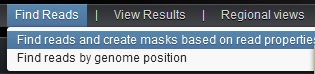 Find Reads | View Results | Regional views
Find reads and create masks based on read properties
Find reads by genome position